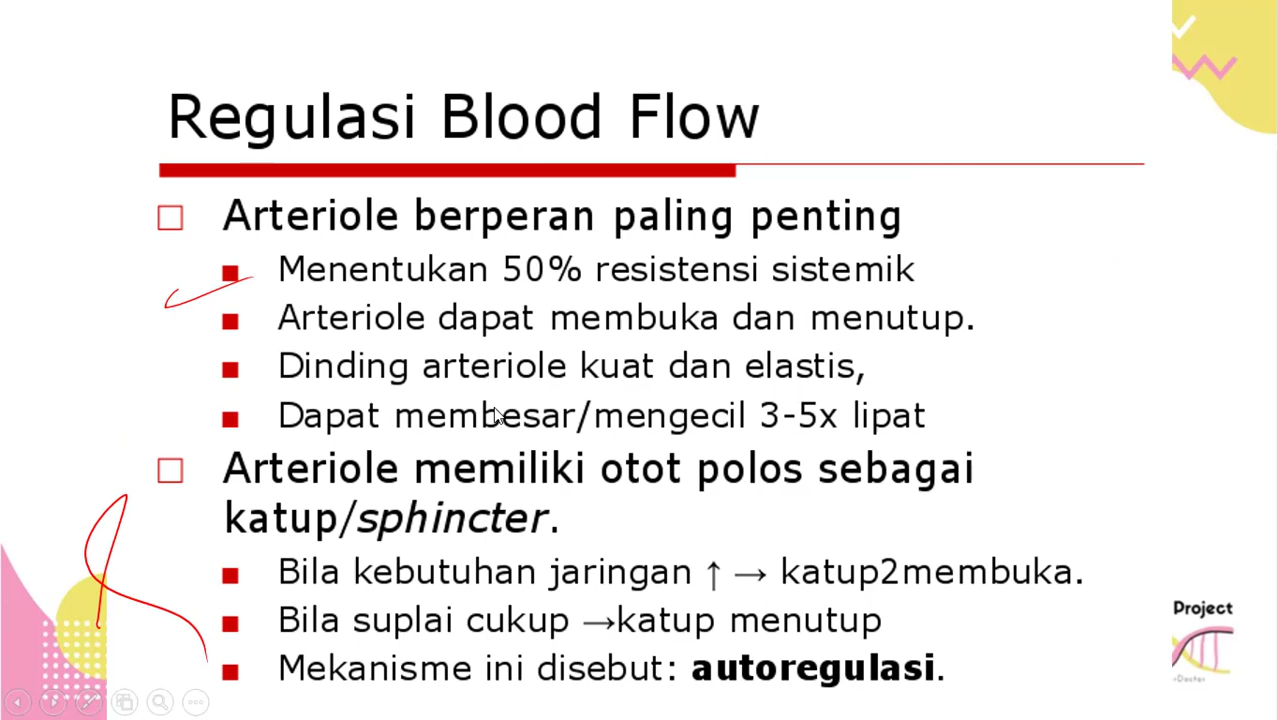 Regulasi Blood Flow
Arteriole berperan paling penting
Menentukan 50% resistensi sistemik
Arteriole dapat membuka dan menutup.
Dinding arteriole kuat dan elastis,
Dapat membesar/mengecil 3-5x lipat
Arteriole memiliki otot polos sebagai
katup/sphincter.
Bila kebutuhan jaringan ↑ → katup2membuka.
Bila suplai cukup →katup menutup
Mekanisme ini disebut: autoregulasi.
Project
Doctor